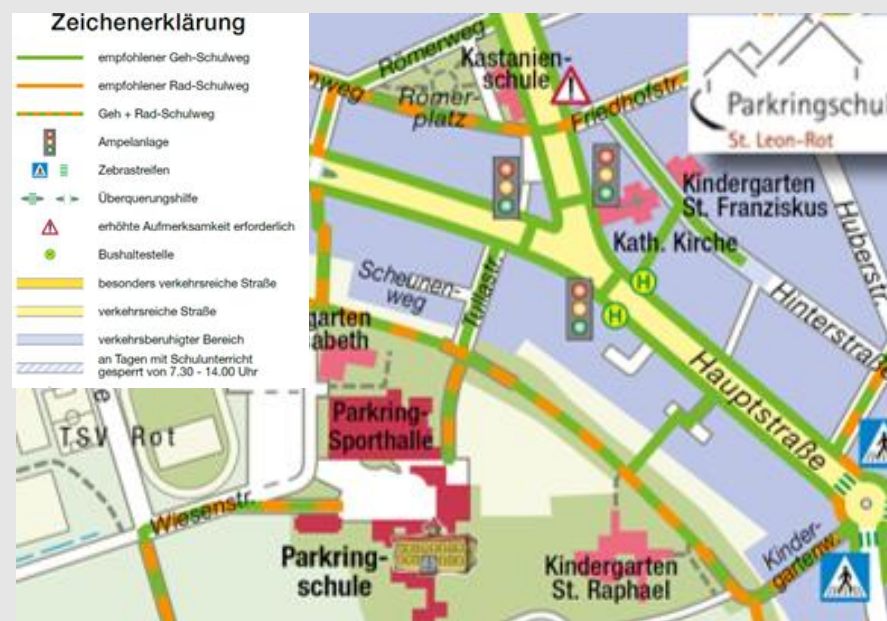 Zeichenerklärung
empfohlener Geh-Schulweg
empfohlener Rad-Schulweg
Geh + Rad-Schulweg
Ampelanlage
Zebrastreifen
Überquerungshilfe
erhöhte Aufmerksamkeit erforderlich
H
Bushaltestelle
besonders verkehrsreiche Straße
verkehrsreiche Straße
verkehrsberuhigter Bereich
an Tagen mit Schulunterricht
gesperrt von 7.30 - 14.00 Uhr
Römerweg
Kastanien-
schule
Römer-
platz
Friedhofstr.
Parkringschul
St. Leon-Rot
Kindergarten
St. Franziskus
Kath. Kirche
Huberstr.
Hinterstraße
Scheunen-
weg
Tullastr.
H
H
Hauptstraße
garten
abeth
Parkring-
Sporthalle
TSV Rot
Wiesenstr.
Parkring-
schule
Kindergarten
St. Raphael
Kinder-
gartenw.